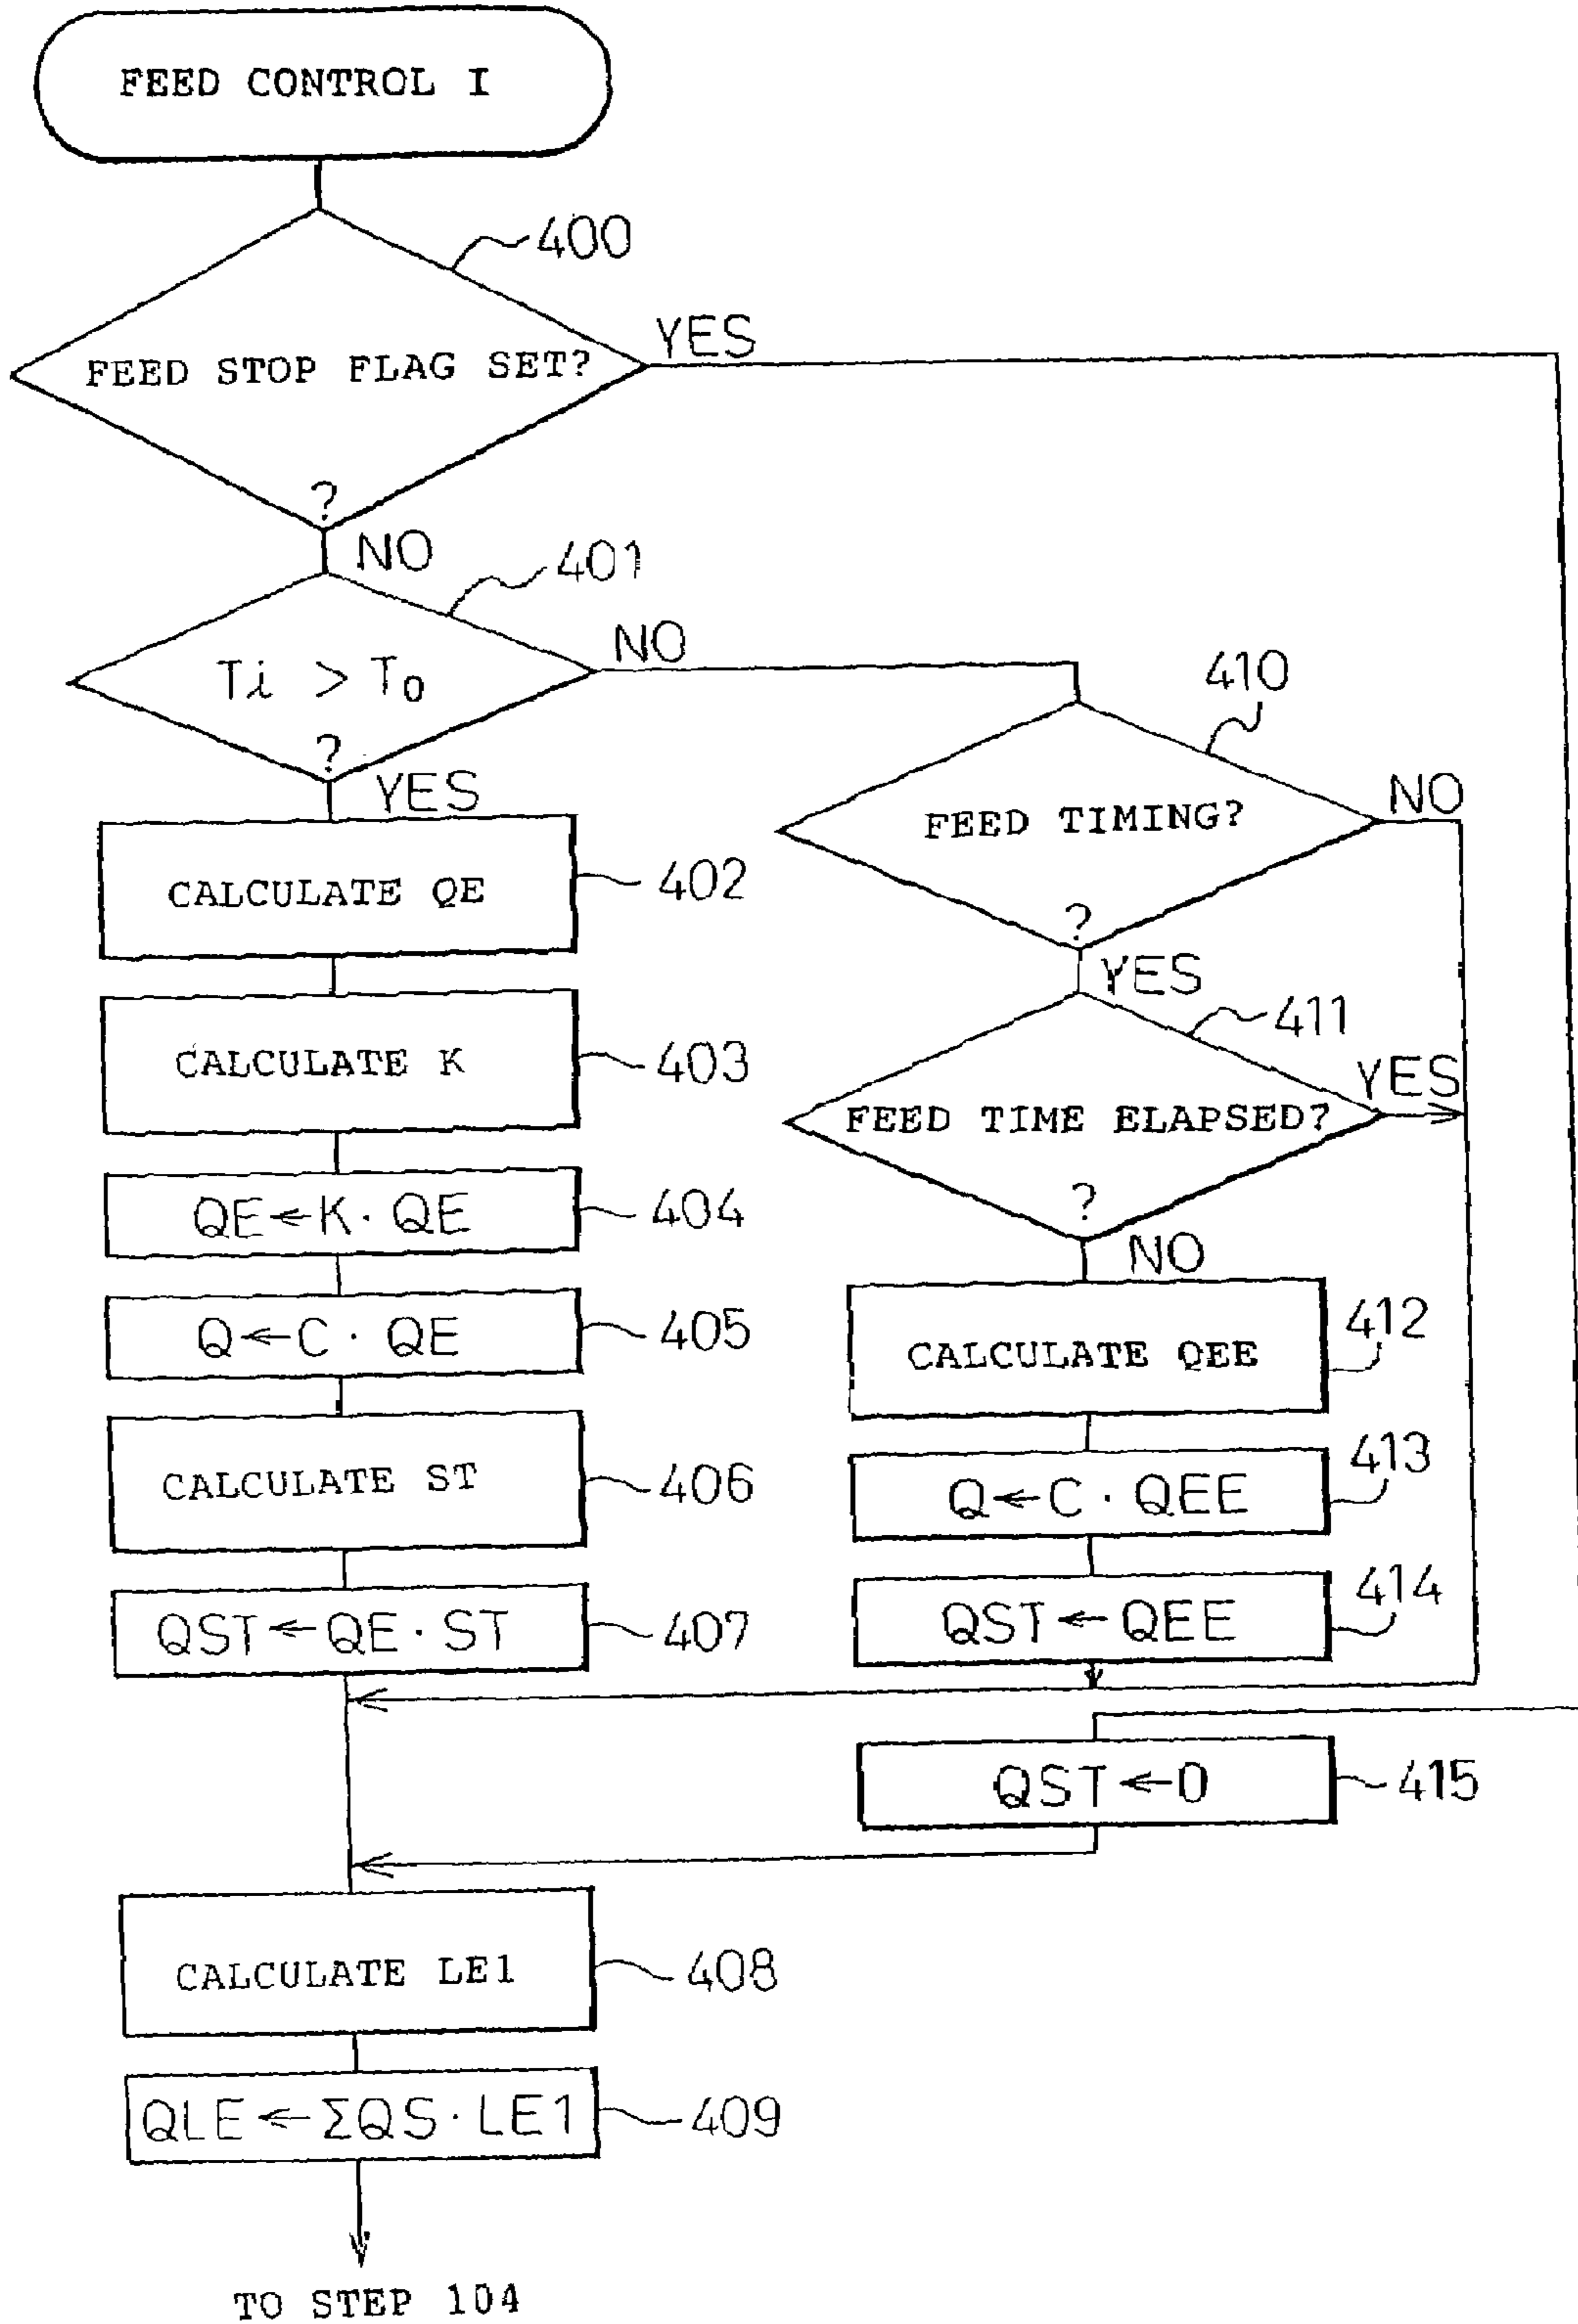 FEED CONTROL I
400
FEED STOP FLAG SET?
YES
?
NO
401
Ti > T0
NO
?
YES
410
FEED TIMING?
NO
?
YES
CALCULATE QE
402
CALCULATE K
403
411
FEED TIME ELAPSED?
YES
?
NO
QE←K · QE
404
Q←C · QE
405
CALCULATE QEE
412
CALCULATE ST
406
Q←C · QEE
413
QST←QE · ST
407
QST←QEE
414
QST←0
415
CALCULATE LE1
408
QLE←ΣQS · LE1
409
TO STEP 104